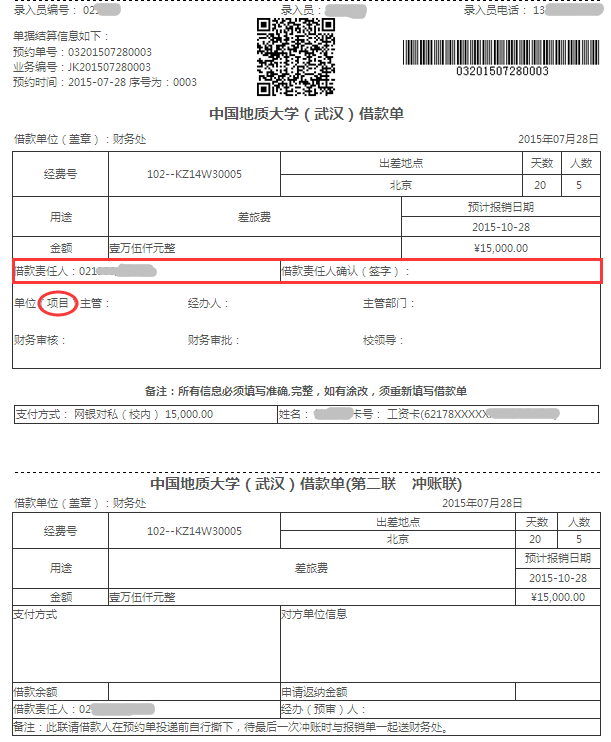 录入员编号： 02
录入员：
录入员电话： 13
单据结算信息如下：
预约单号：03201507280003
业务编号：JK201507280003
预约时间：2015-07-28 序号为：0003
03201507280003
中国地质大学（武汉）借款单
借款单位（盖章）：财务处 2015年07月28日
经费号 102--KZ14W30005 出差地点 天数 人数
北京 20 5
用途 差旅费 预计报销日期
2015-10-28
金额 壹万伍仟元整 ¥15,000.00
借款责任人：02 借款责任人确认（签字）：
单位 项目 主管： 经办人： 主管部门：
财务审核： 财务审批： 校领导：
备注：所有信息必须填写准确,完整，如有涂改，须重新填写借款单
支付方式： 网银对私（校内） 15,000.00 姓名： 卡号： 工资卡(62178XXXXX )
中国地质大学（武汉）借款单(第二联 冲账联)
借款单位（盖章）：财务处 2015年07月28日
经费号 102--KZ14W30005 出差地点 天数 人数
北京 20 5
用途 差旅费 预计报销日期
2015-10-28
金额 壹万伍仟元整 ¥15,000.00
支付方式 对方单位信息
借款余额 申请返纳金额
借款责任人：02 经办（预审）人：
备注：此联请借款人在预约单投递前自行撕下，待最后一次冲账时与报销单一起送财务处。